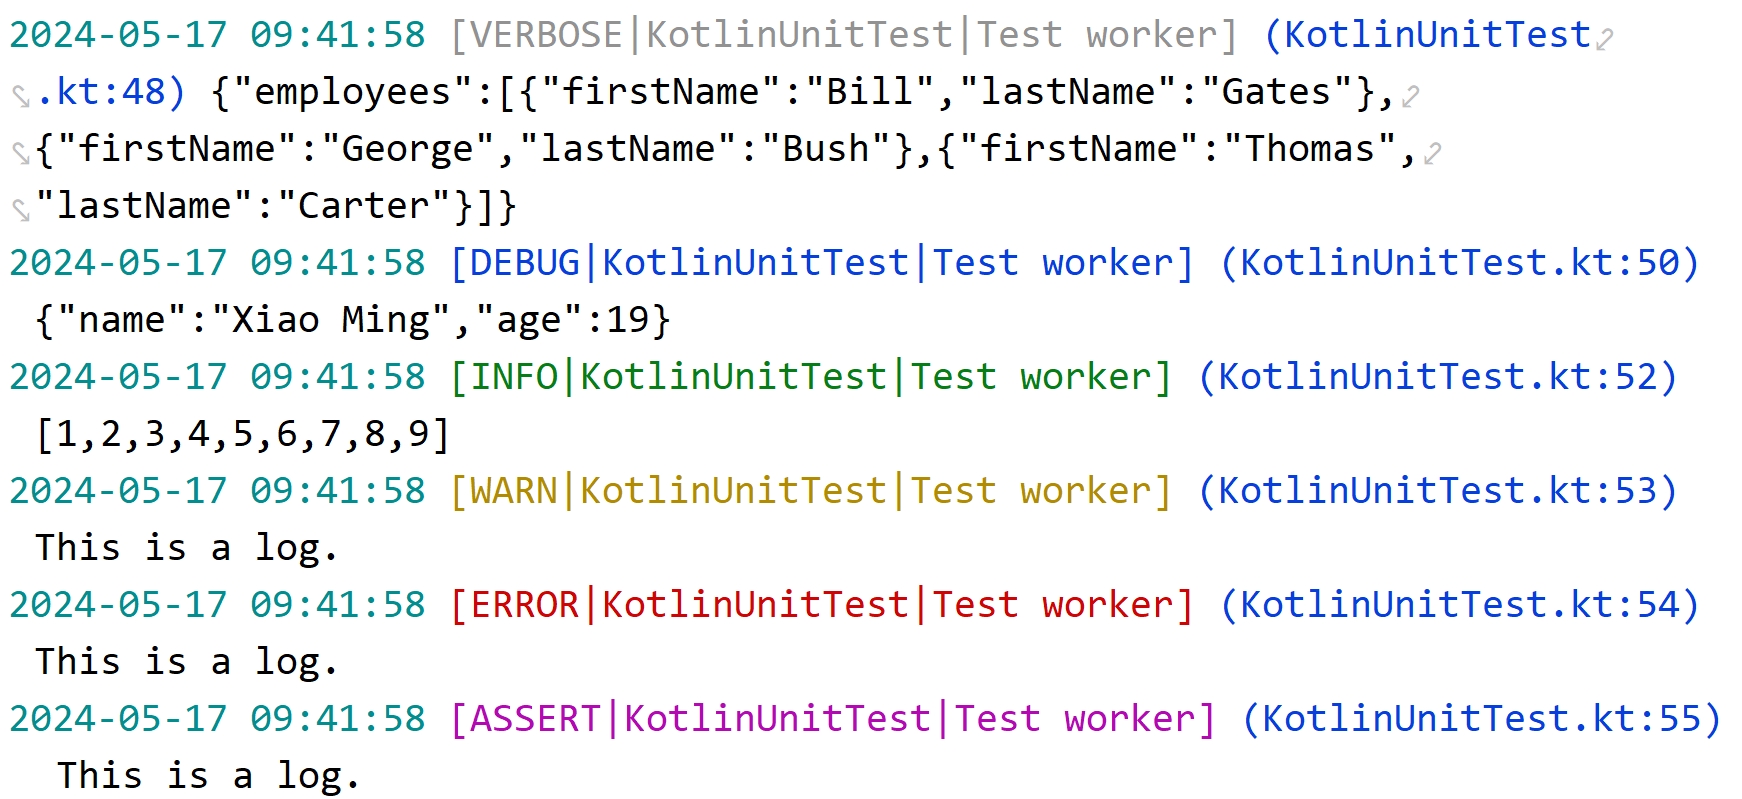 2024-05-17 09:41:58 [VERBOSE|KotlinUnitTest|Test worker] (KotlinUnitTest
.kt:48) {"employees":[{"firstName":"Bill","lastName":"Gates"},
{"firstName":"George","lastName":"Bush"},{"firstName":"Thomas",
"lastName":"Carter"}]}
2024-05-17 09:41:58 [DEBUG|KotlinUnitTest|Test worker] (KotlinUnitTest.kt:50)
{"name":"Xiao Ming","age":19}
2024-05-17 09:41:58 [INFO|KotlinUnitTest|Test worker] (KotlinUnitTest.kt:52)
[1,2,3,4,5,6,7,8,9]
2024-05-17 09:41:58 [WARN|KotlinUnitTest|Test worker] (KotlinUnitTest.kt:53)
This is a log.
2024-05-17 09:41:58 [ERROR|KotlinUnitTest|Test worker] (KotlinUnitTest.kt:54)
This is a log.
2024-05-17 09:41:58 [ASSERT|KotlinUnitTest|Test worker] (KotlinUnitTest.kt:55)
This is a log.